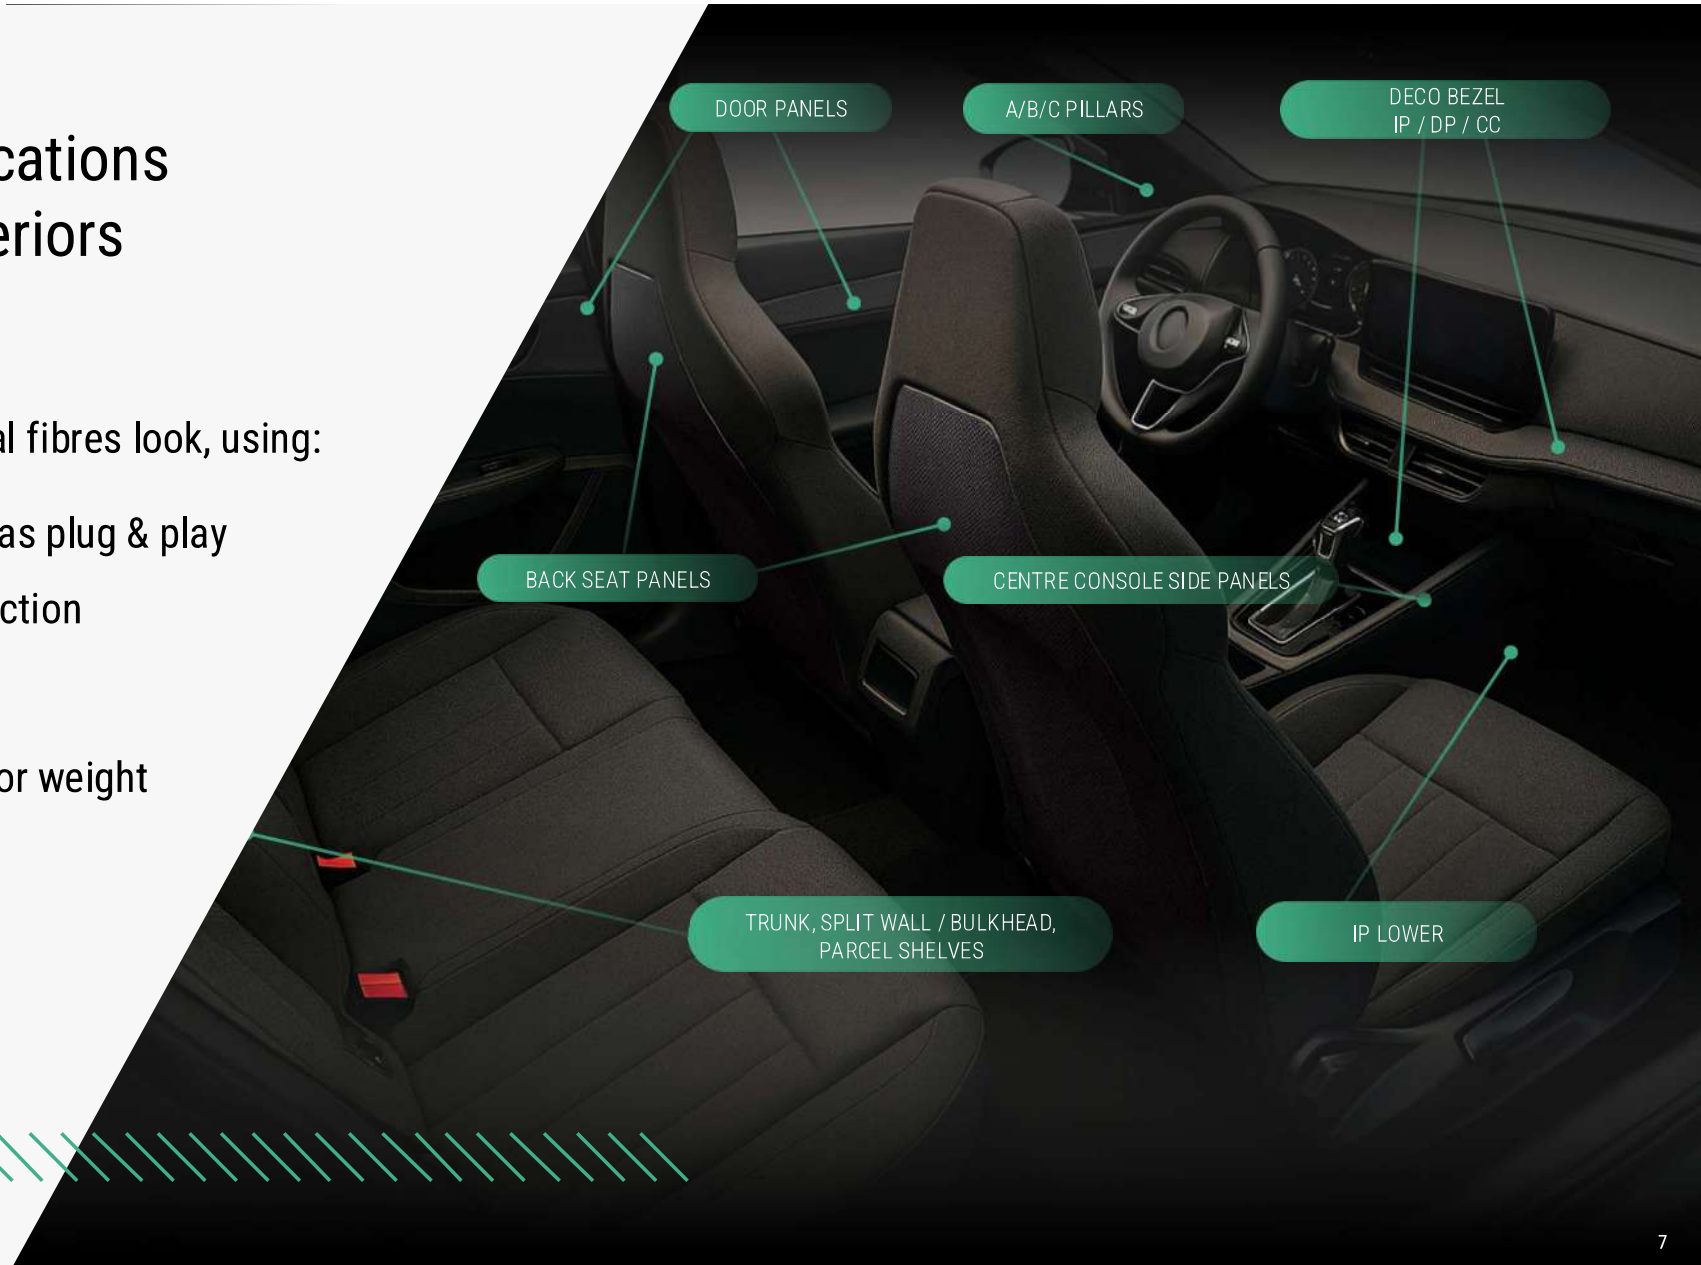 cations
eriors
al fibres look, using:
as plug & play
ction
or weight
DOOR PANELS
A/B/C PILLARS
DECO BEZEL
IP / DP / CC
BACK SEAT PANELS
CENTRE CONSOLE SIDE PANELS
TRUNK, SPLIT WALL / BULKHEAD,
PARCEL SHELVES
IP LOWER
7